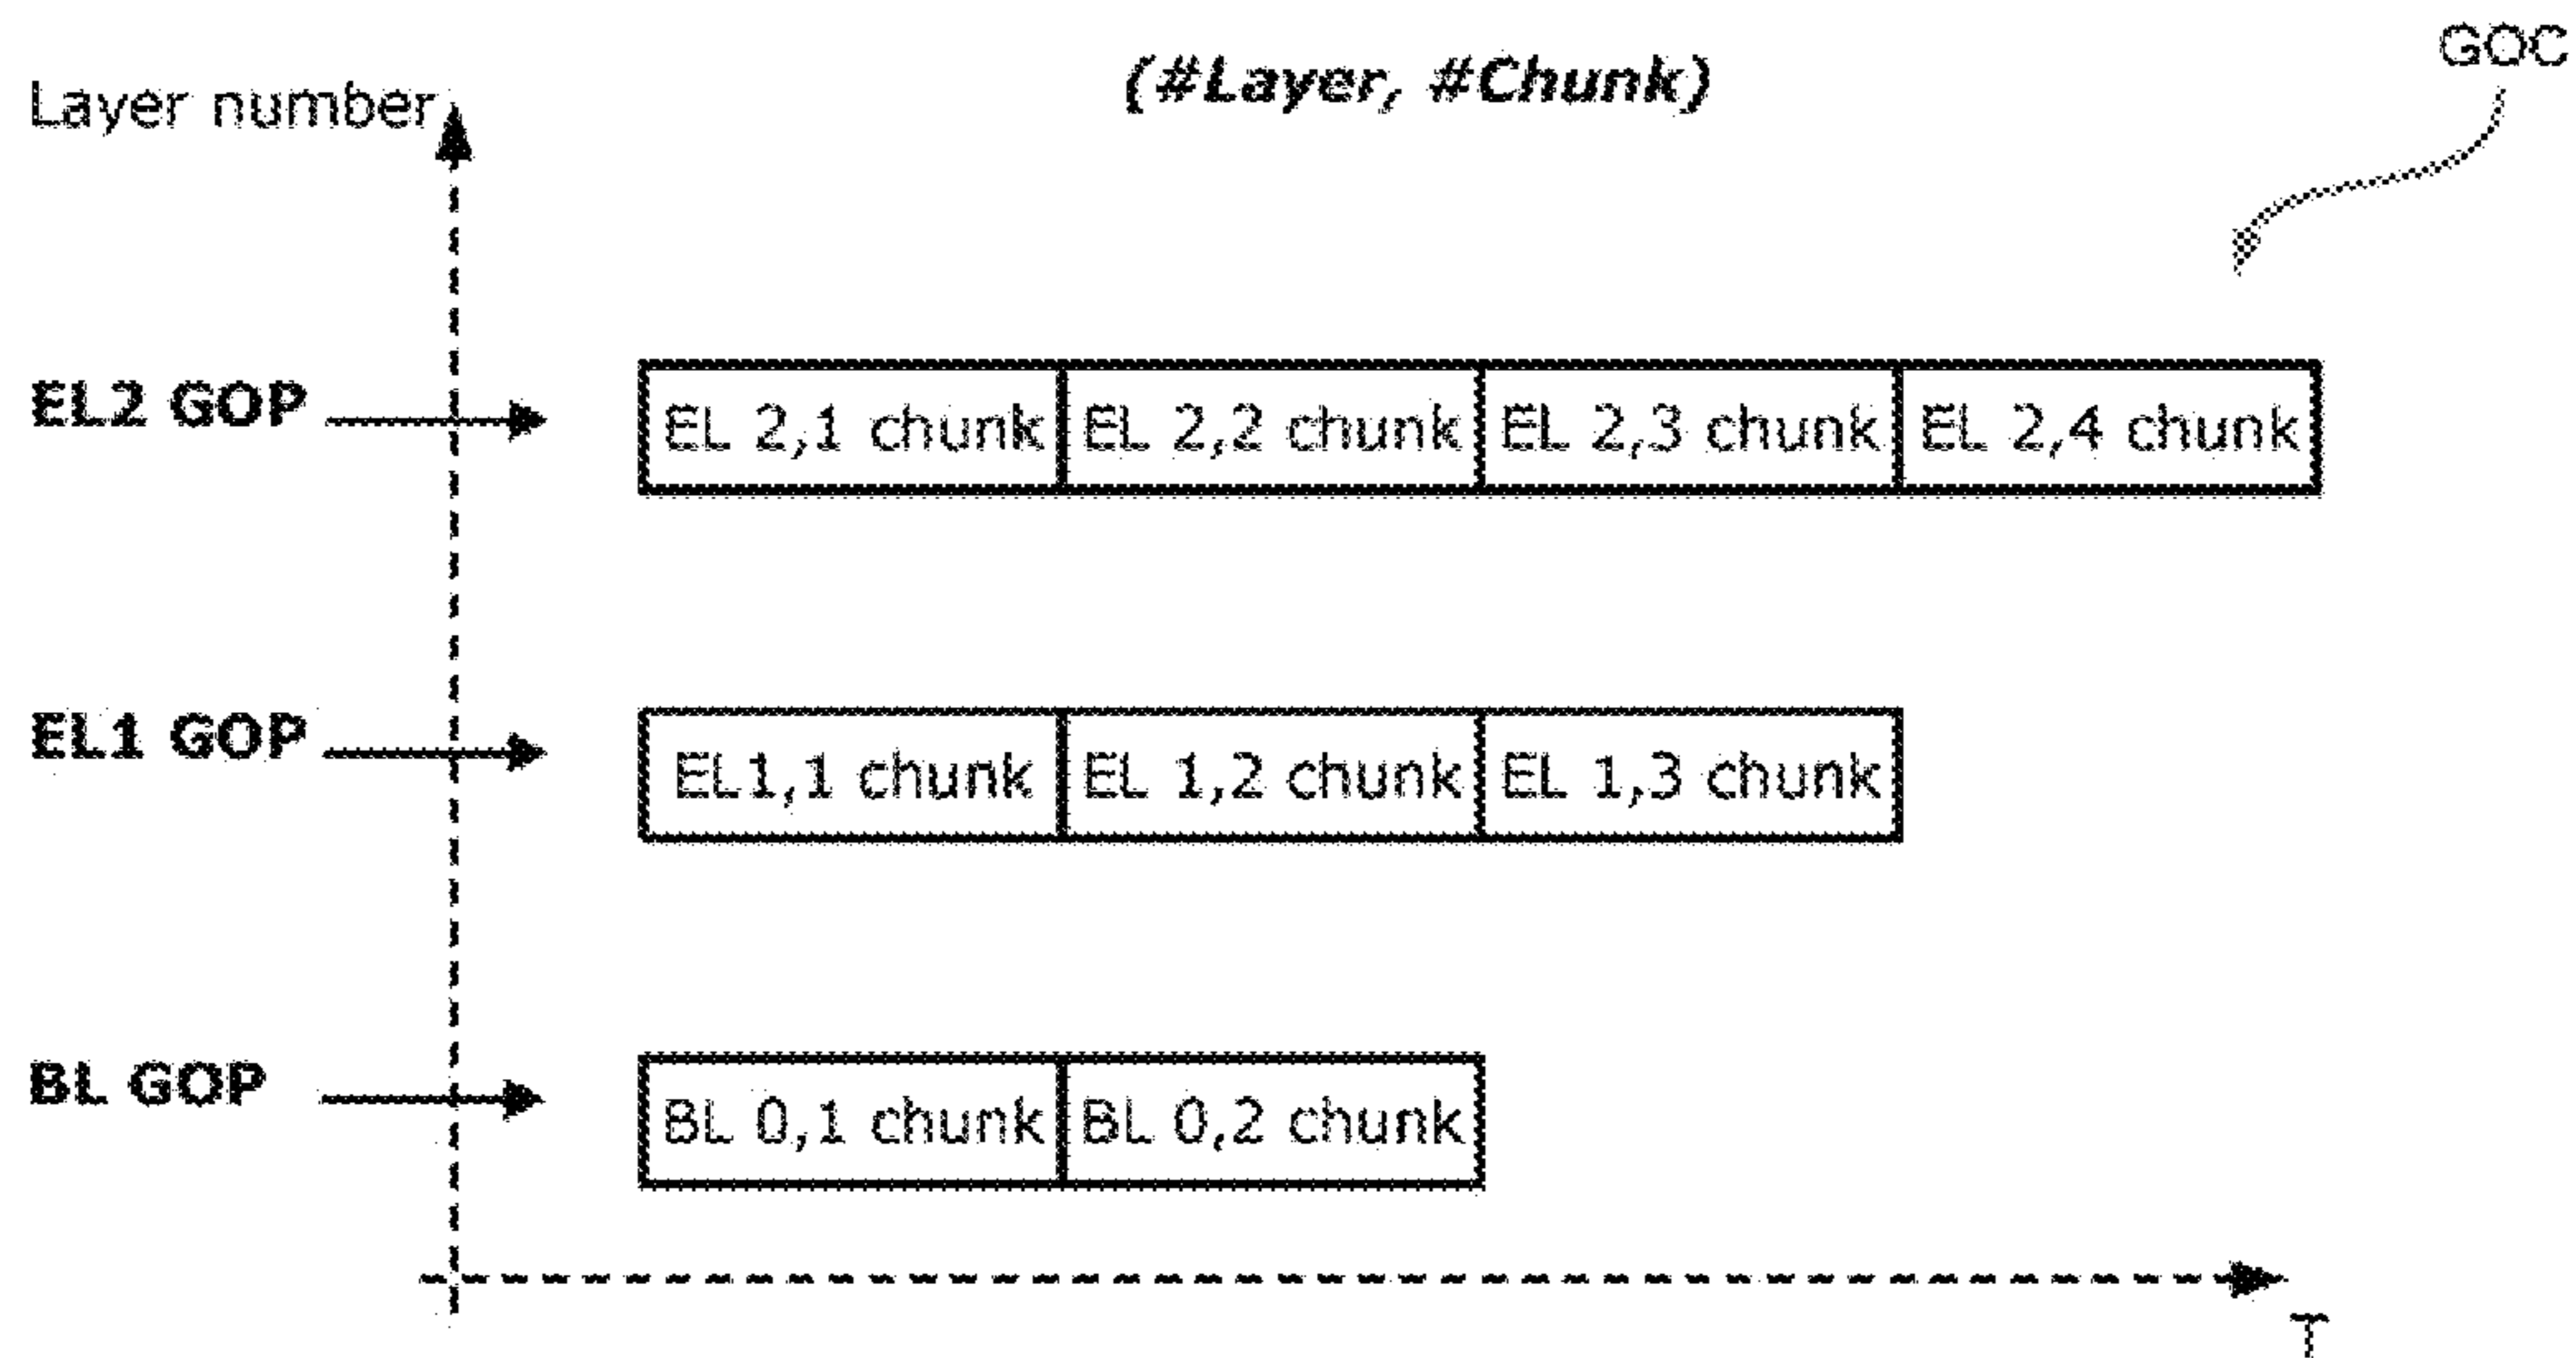 GOC
(#Layer, #Chunk)
Layer number
EL2 GOP
EL 2,1 chunk EL 2,2 chunk EL 2,3 chunk EL 2,4 chunk
EL1 GOP
EL1,1 chunk EL 1,2 chunk EL 1,3 chunk
BL GOP
BL 0,1 chunk BL 0,2 chunk
T